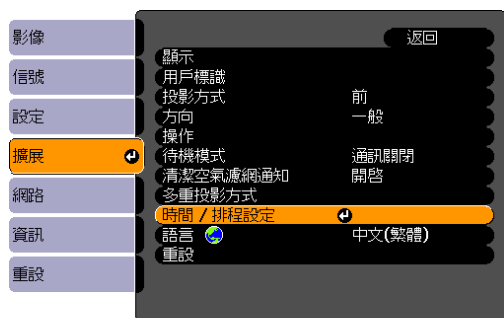 影像
信號
設定
擴展
網路
資訊
重設
返回
顯示
用戶標識
投影方式 前
方向 一般
操作
待機模式 通訊關閉
清潔空氣濾網通知 開啓
多重投影方式
時間 / 排程設定
語言 中文(繁體)
重設